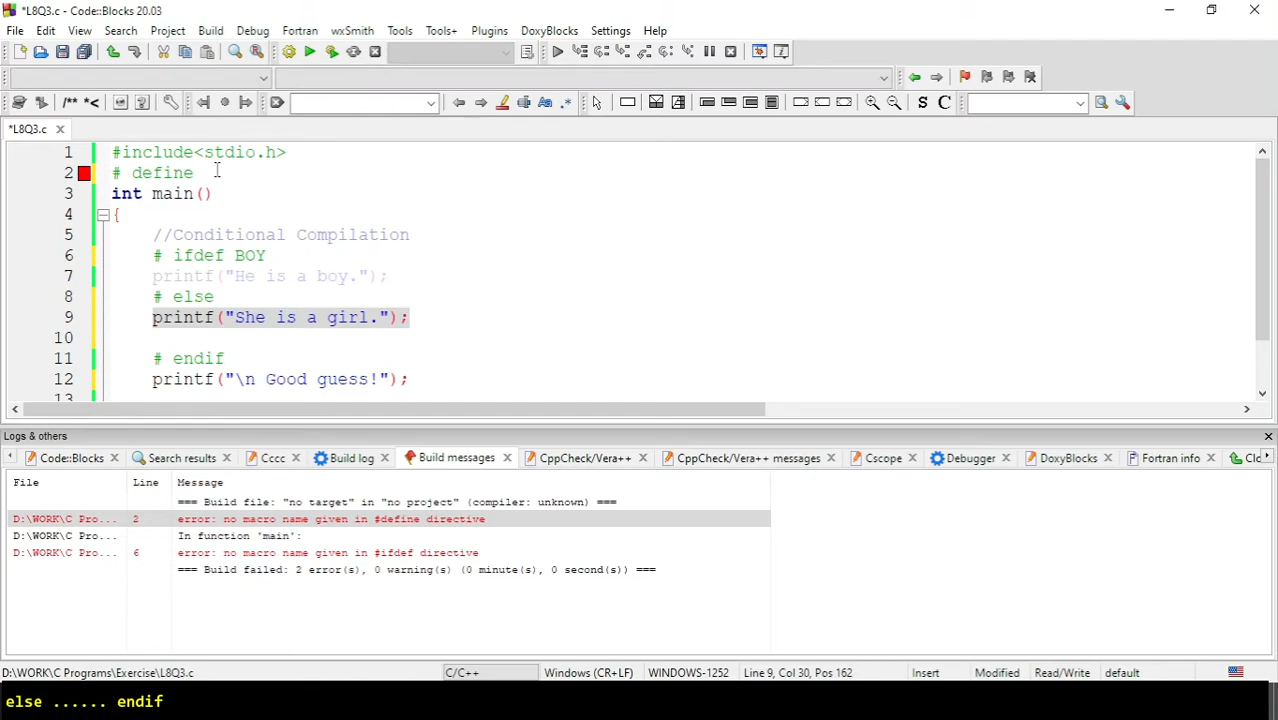 *L8Q3.c - Code::Blocks 20.03
File Edit View Search Project Build Debug Fortran wxSmith Tools Tools+ Plugins DoxyBlocks Settings Help
/** *< S C
*L8Q3.c
1 #include<stdio.h>
2 # define
3 int main()
4 {
5 //Conditional Compilation
6 # ifdef BOY
7 printf("He is a boy.");
8 # else
9 printf("She is a girl.");
10
11 # endif
12 printf("\n Good guess!");
13
Logs & others
Code::Blocks Search results Cccc Build log Build messages CppCheck/Vera++ CppCheck/Vera++ messages Cscope Debugger DoxyBlocks Fortran info Clo
File Line Message
=== Build file: "no target" in "no project" (compiler: unknown) ===
D:\WORK\C Pro... 2 error: no macro name given in #define directive
D:\WORK\C Pro... In function 'main':
D:\WORK\C Pro... 6 error: no macro name given in #ifdef directive
=== Build failed: 2 error(s), 0 warning(s) (0 minute(s), 0 second(s)) ===
D:\WORK\C Programs\Exercise\L8Q3.c C/C++ Windows (CR+LF) WINDOWS-1252 Line 9, Col 30, Pos 162 Insert Modified Read/Write default
else ...... endif